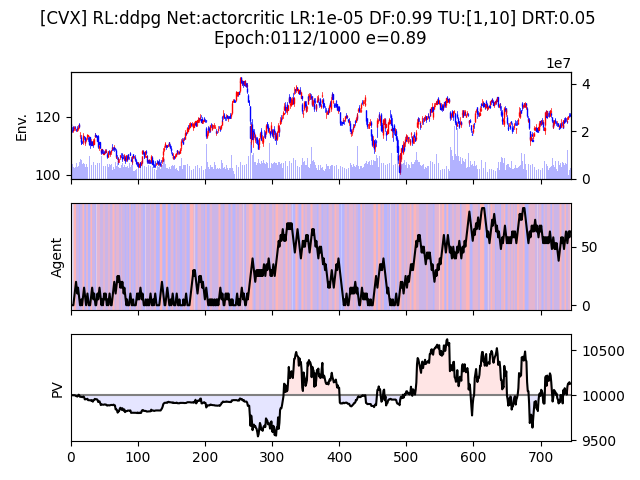 [CVX] RL:ddpg Net:actorcritic LR:1e-05 DF:0.99 TU:[1,10] DRT:0.05
Epoch:0112/1000 e=0.89
1e7
Env.
120
100
4
2
0
Agent
50
0
PV
10500
10000
9500
0 100 200 300 400 500 600 700